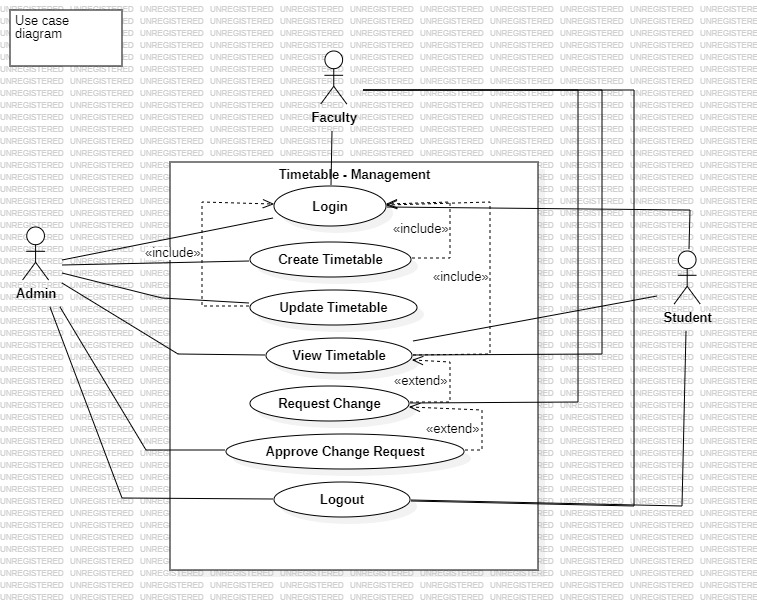 Use case
diagram
Faculty
Timetable - Management
Login
«include»
«include»
Create Timetable
«include»
Admin
Update Timetable
Student
View Timetable
«extend»
Request Change
«extend»
Approve Change Request
Logout
UNREGISTERED